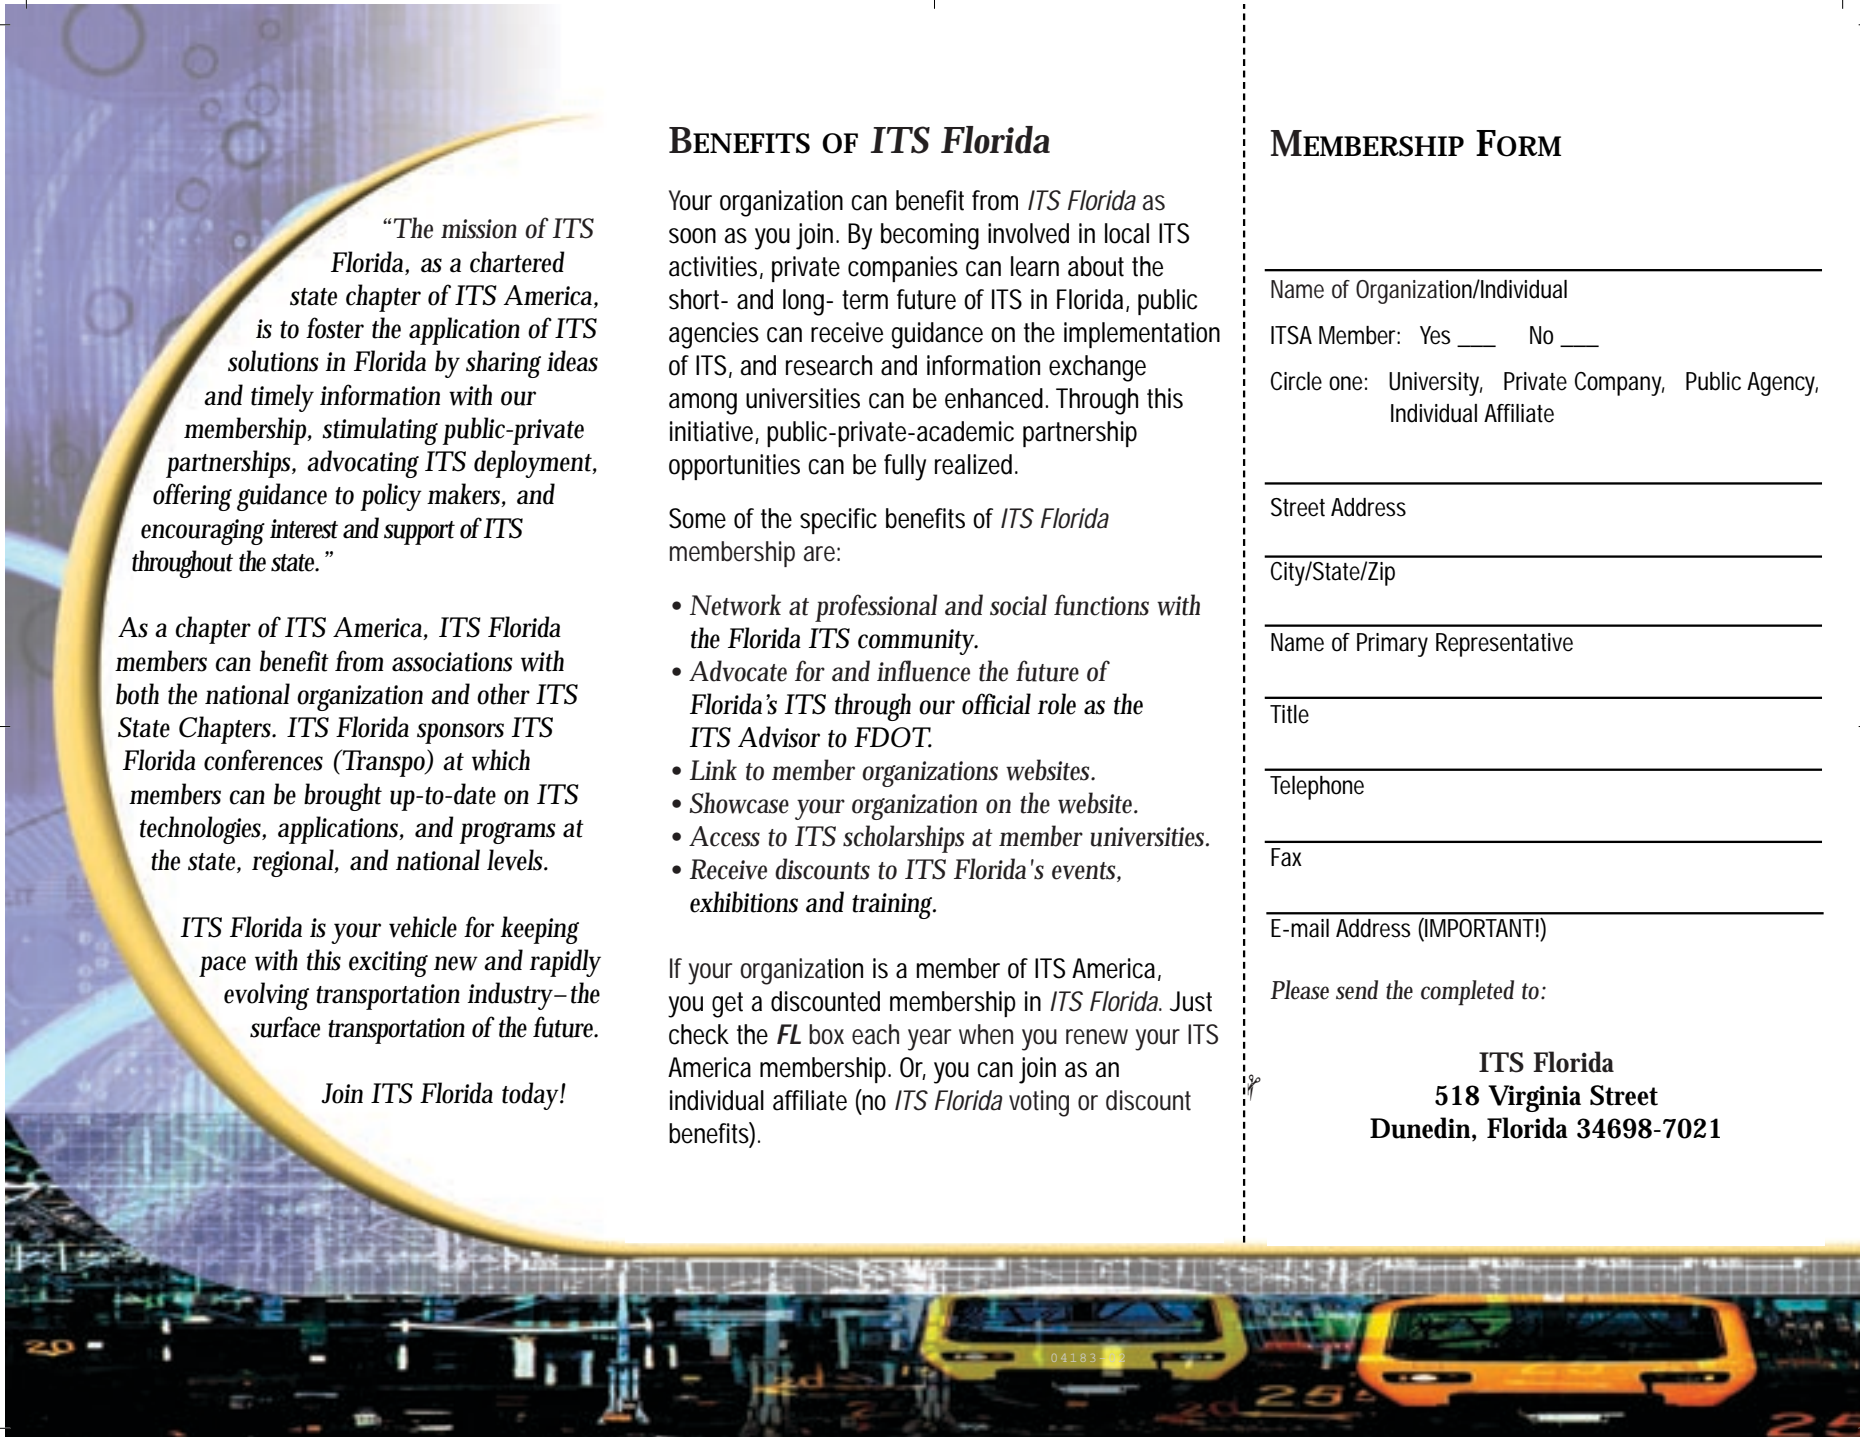 “The mission of ITS
Florida, as a chartered
state chapter of ITS America,
is to foster the application of ITS
solutions in Florida by sharing ideas
and timely information with our
membership, stimulating public-private
partnerships, advocating ITS deployment,
offering guidance to policy makers, and
encouraging interest and support of ITS
throughout the state.”
As a chapter of ITS America, ITS Florida
members can benefit from associations with
both the national organization and other ITS
State Chapters. ITS Florida sponsors ITS
Florida conferences (Transpo) at which
members can be brought up-to-date on ITS
technologies, applications, and programs at
the state, regional, and national levels.
ITS Florida is your vehicle for keeping
pace with this exciting new and rapidly
evolving transportation industry–the
surface transportation of the future.
Join ITS Florida today!
BENEFITS OF ITS Florida
Your organization can benefit from ITS Florida as
soon as you join. By becoming involved in local ITS
activities, private companies can learn about the
short- and long- term future of ITS in Florida, public
agencies can receive guidance on the implementation
of ITS, and research and information exchange
among universities can be enhanced. Through this
initiative, public-private-academic partnership
opportunities can be fully realized.
Some of the specific benefits of ITS Florida
membership are:
• Network at professional and social functions with
the Florida ITS community.
• Advocate for and influence the future of
Florida’s ITS through our official role as the
ITS Advisor to FDOT.
• Link to member organizations websites.
• Showcase your organization on the website.
• Access to ITS scholarships at member universities.
• Receive discounts to ITS Florida's events,
exhibitions and training.
If your organization is a member of ITS America,
you get a discounted membership in ITS Florida. Just
check the FL box each year when you renew your ITS
America membership. Or, you can join as an
individual affiliate (no ITS Florida voting or discount
benefits).
MEMBERSHIP FORM
Name of Organization/Individual
ITSA Member: Yes ___ No ___
Circle one: University, Private Company, Public Agency,
Individual Affiliate
Street Address
City/State/Zip
Name of Primary Representative
Title
Telephone
Fax
E-mail Address (IMPORTANT!)
Please send the completed to:
ITS Florida
518 Virginia Street
Dunedin, Florida 34698-7021
20
04183-02
25
25